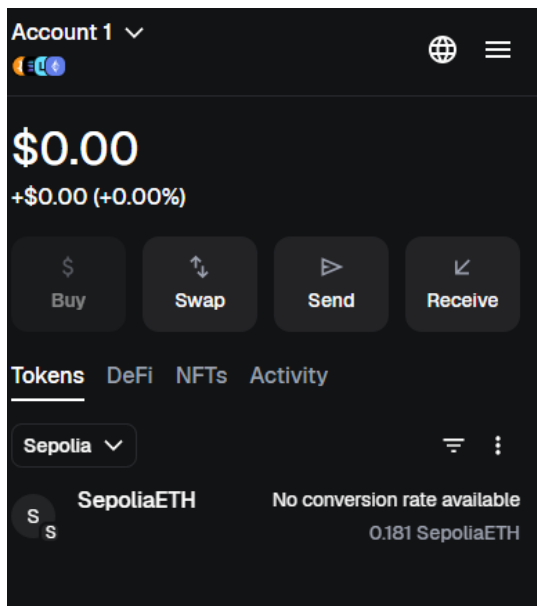 Account 1
$0.00
+$0.00 (+0.00%)
$
Buy
Swap
Send
Receive
Tokens DeFi NFTs Activity
Sepolia
S
S
SepoliaETH
No conversion rate available
0.181 SepoliaETH